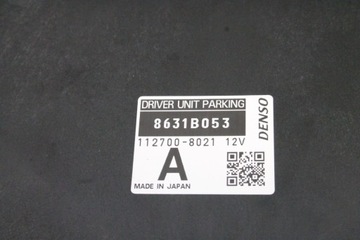 DRIVER UNIT PARKING
8631B053
112700-8021 12V
A
MADE IN JAPAN
DENSO